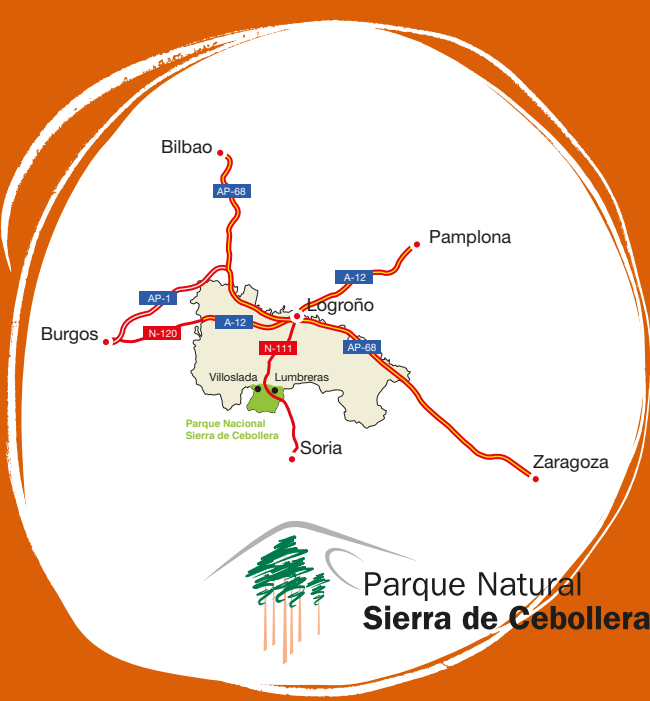 Bilbao
AP-68
Pamplona
A-12
AP-1
Logroño
Burgos
N-120
A-12
N-111
AP-68
Villoslada
Lumbreras
Parque Nacional
Sierra de Cebollera
Soria
Zaragoza
Parque Natural
Sierra de Cebollera